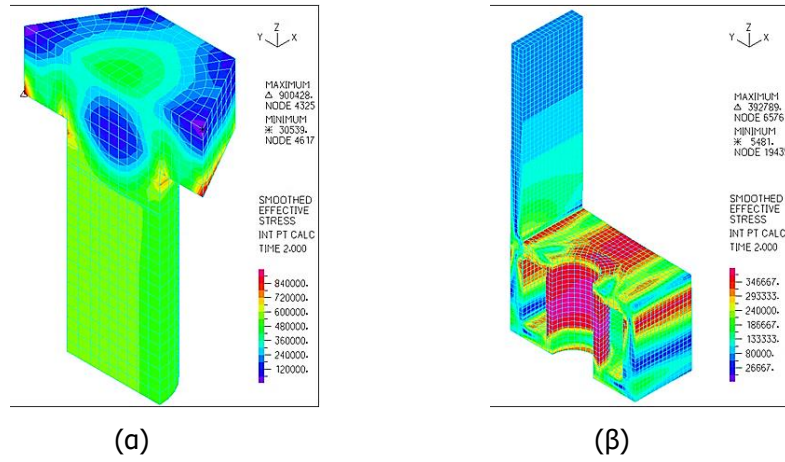 Z
Y X
MAXIMUM
△ 900428.
NODE 4325
MINIMUM
✳ 30539.
NODE 4617
SMOOTHED
EFFECTIVE
STRESS
INT PT CALC
TIME 2.000
840000.
720000.
600000.
480000.
360000.
240000.
120000.
(α)
Z
Y X
MAXIMUM
△ 392789.
NODE 6576
MINIMUM
✳ 5481.
NODE 19435
SMOOTHED
EFFECTIVE
STRESS
INT PT CALC
TIME 2.000
346667.
293333.
240000.
186667.
133333.
80000.
26667.
(β)